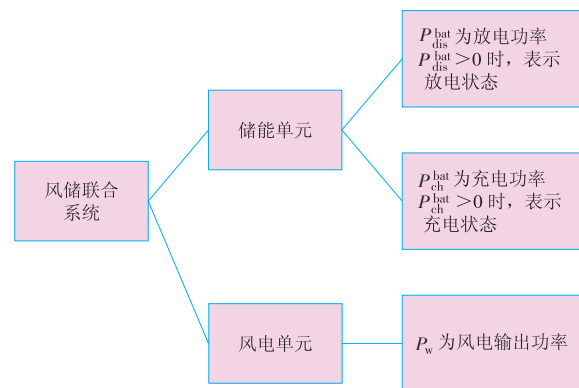 风储联合
系统
储能单元
风电单元
P_dis^bat 为放电功率
P_dis^bat >0 时，表示
放电状态
P_ch^bat 为充电功率
P_ch^bat >0 时，表示
充电状态
P_w 为风电输出功率